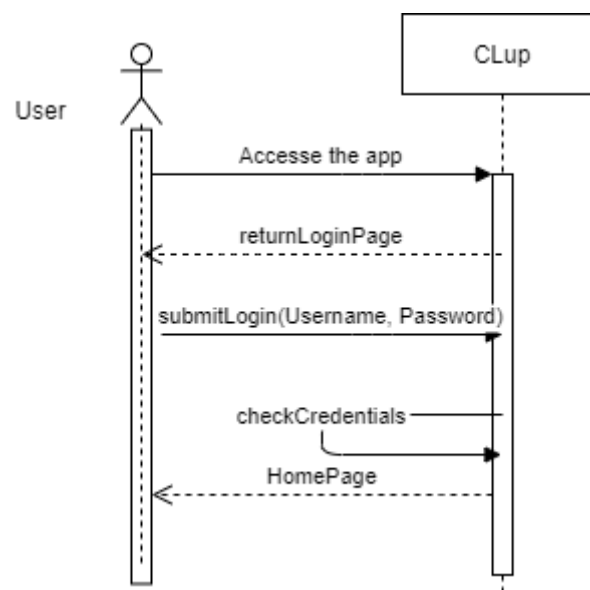 CLup
User
Accesse the app
returnLoginPage
submitLogin(Username, Password)
checkCredentials
HomePage